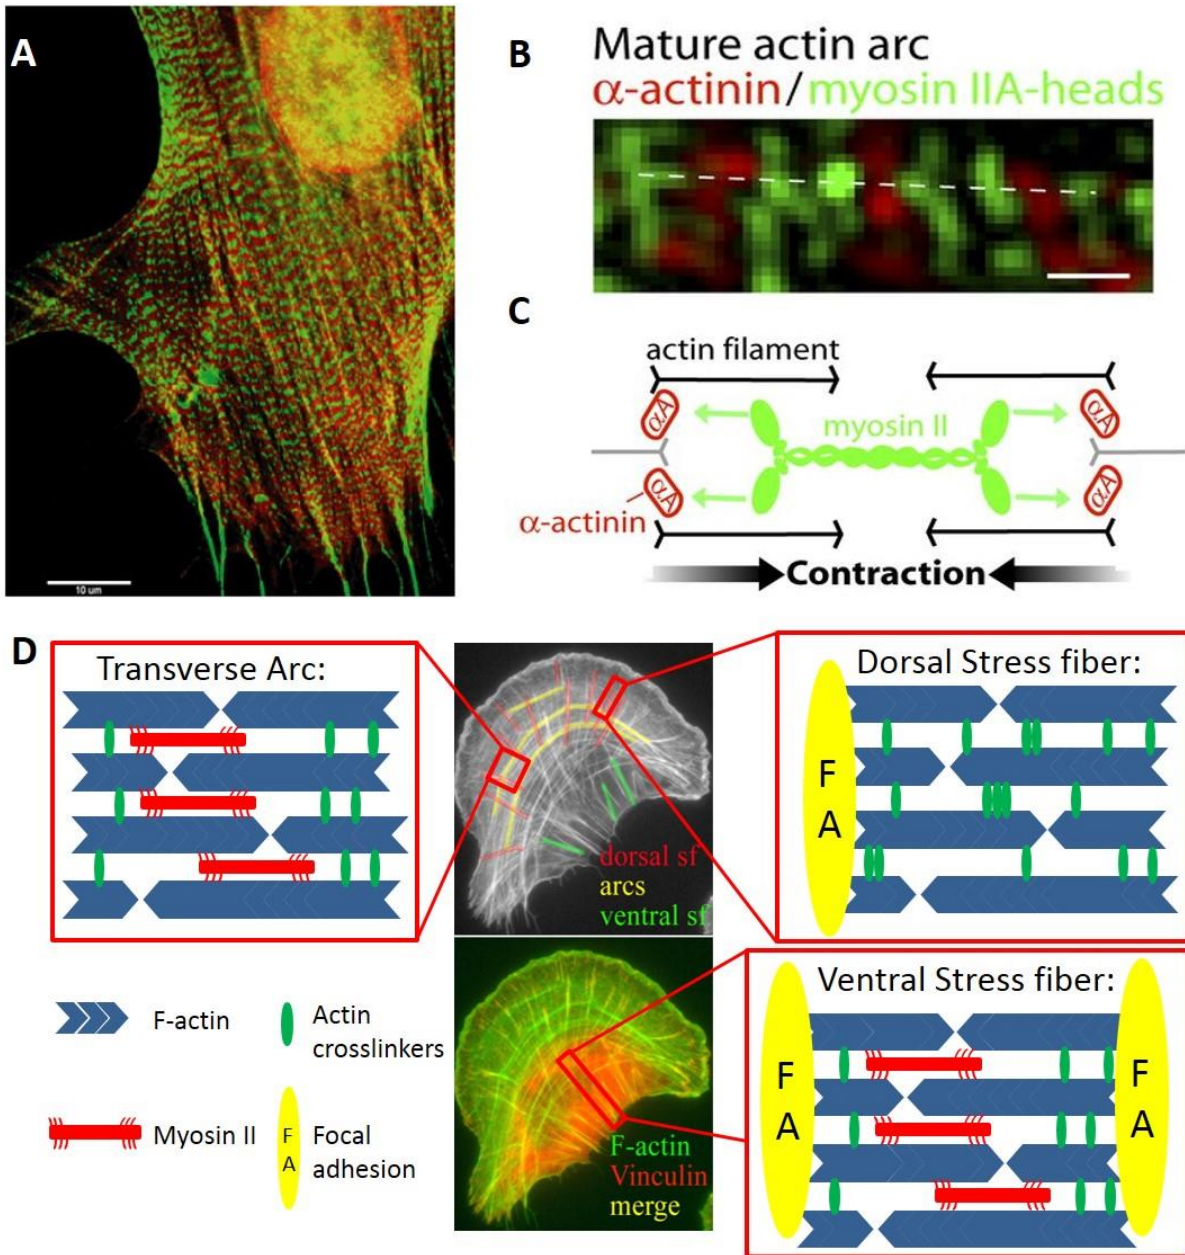 A
10 um
B
Mature actin arc
α-actinin/myosin IIA-heads
C
actin filament
αA
αA
myosin II
αA
αA
α-actinin
Contraction
D
Transverse Arc:
dorsal sf
arcs
ventral sf
Dorsal Stress fiber:
F
A
F-actin
Actin
crosslinkers
Myosin II
F
A
Focal
adhesion
F-actin
Vinculin
merge
Ventral Stress fiber:
F
A
F
A